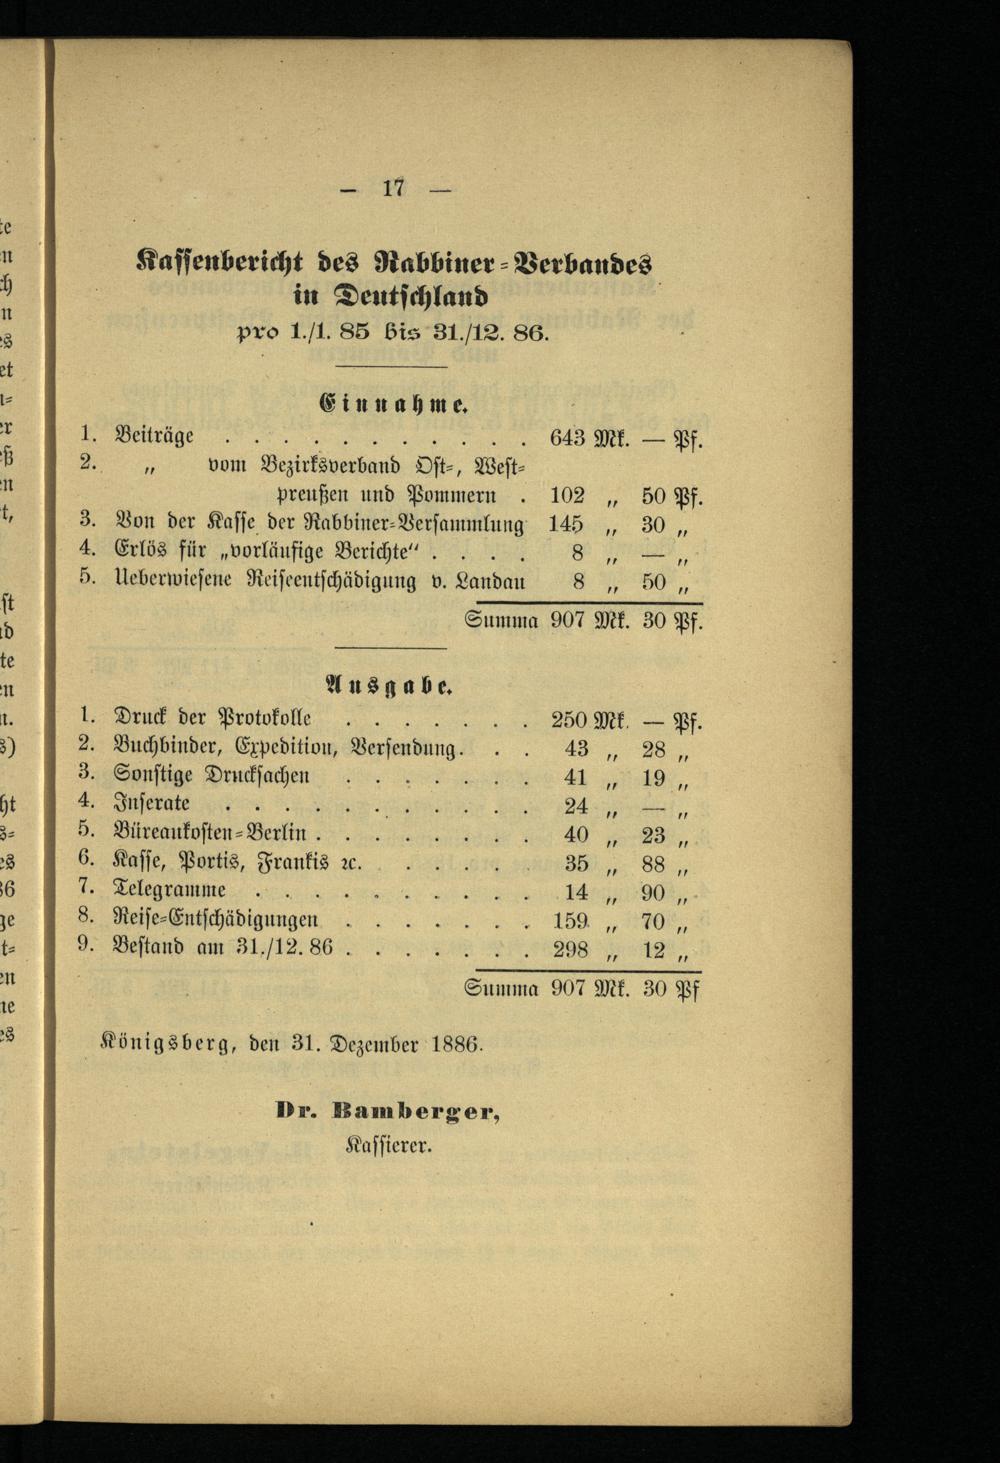 — 17 —
Kassenbericht des Rabbiner-Verbandes
in Deutschland
pro 1./1. 85 bis 31./12. 86.
Einnahme.
1. Beiträge . . . . . . . . . . . 643 Mk. — Pf.
2. „ vom Bezirksverband Ost-, West-
preußen und Pommern . 102 „ 50 Pf.
3. Von der Kasse der Rabbiner-Versammlung 145 „ 30 „
4. Erlös für „vorläufige Berichte“ . . . . 8 „ — „
5. Ueberwiesene Reiseentschädigung v. Landau 8 „ 50 „
Summa 907 Mk. 30 Pf.
Ausgabe.
1. Druck der Protokolle . . . . . . . 250 Mk. — Pf.
2. Buchbinder, Expedition, Versendung. . . 43 „ 28 „
3. Sonstige Drucksachen . . . . . . . 41 „ 19 „
4. Inserate . . . . . . . . . . . 24 „ — „
5. Büreaukosten-Berlin . . . . . . . . 40 „ 23 „
6. Kasse, Portis, Frankis ꝛc. . . . . . . 35 „ 88 „
7. Telegramme . . . . . . . . . . 14 „ 90 „
8. Reise-Entschädigungen . . . . . . . 159 „ 70 „
9. Bestand am 31./12. 86 . . . . . . . 298 „ 12 „
Summa 907 Mk. 30 Pf
Königsberg, den 31. Dezember 1886.
Dr. Bamberger,
Kassierer.